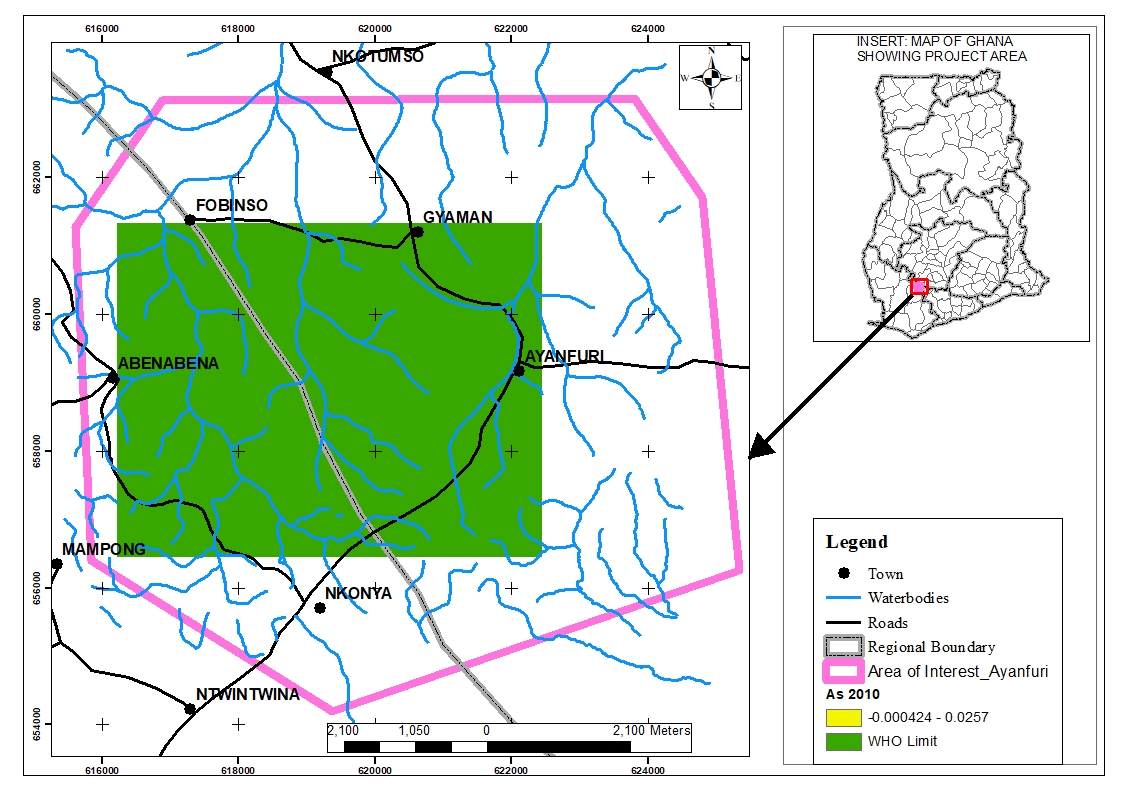 616000 618000 620000 622000 624000
INSERT: MAP OF GHANA
SHOWING PROJECT AREA
NKOTUMSO
N
W E
S
662000
FOBINSO
GYAMAN
660000
ABENABENA
AYANFURI
658000
MAMPONG
656000
NKONYA
NTWINTWINA
654000
2,100 1,050 0 2,100 Meters
616000 618000 620000 622000 624000
Legend
Town
Waterbodies
Roads
Regional Boundary
Area of Interest_Ayanfuri
As 2010
-0.000424 - 0.0257
WHO Limit